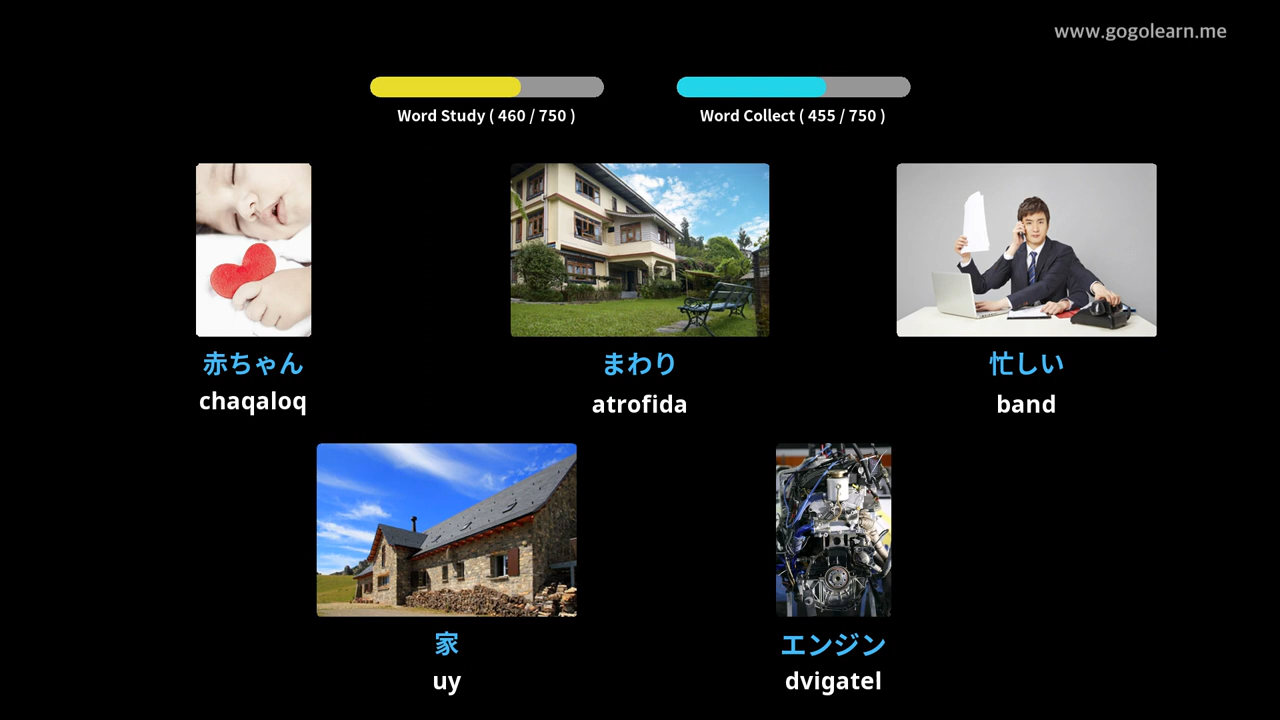 www.gogolearn.me
Word Study ( 460 / 750 )
Word Collect ( 455 / 750 )
赤ちゃん
chaqaloq
まわり
atrofida
忙しい
band
家
uy
エンジン
dvigatel